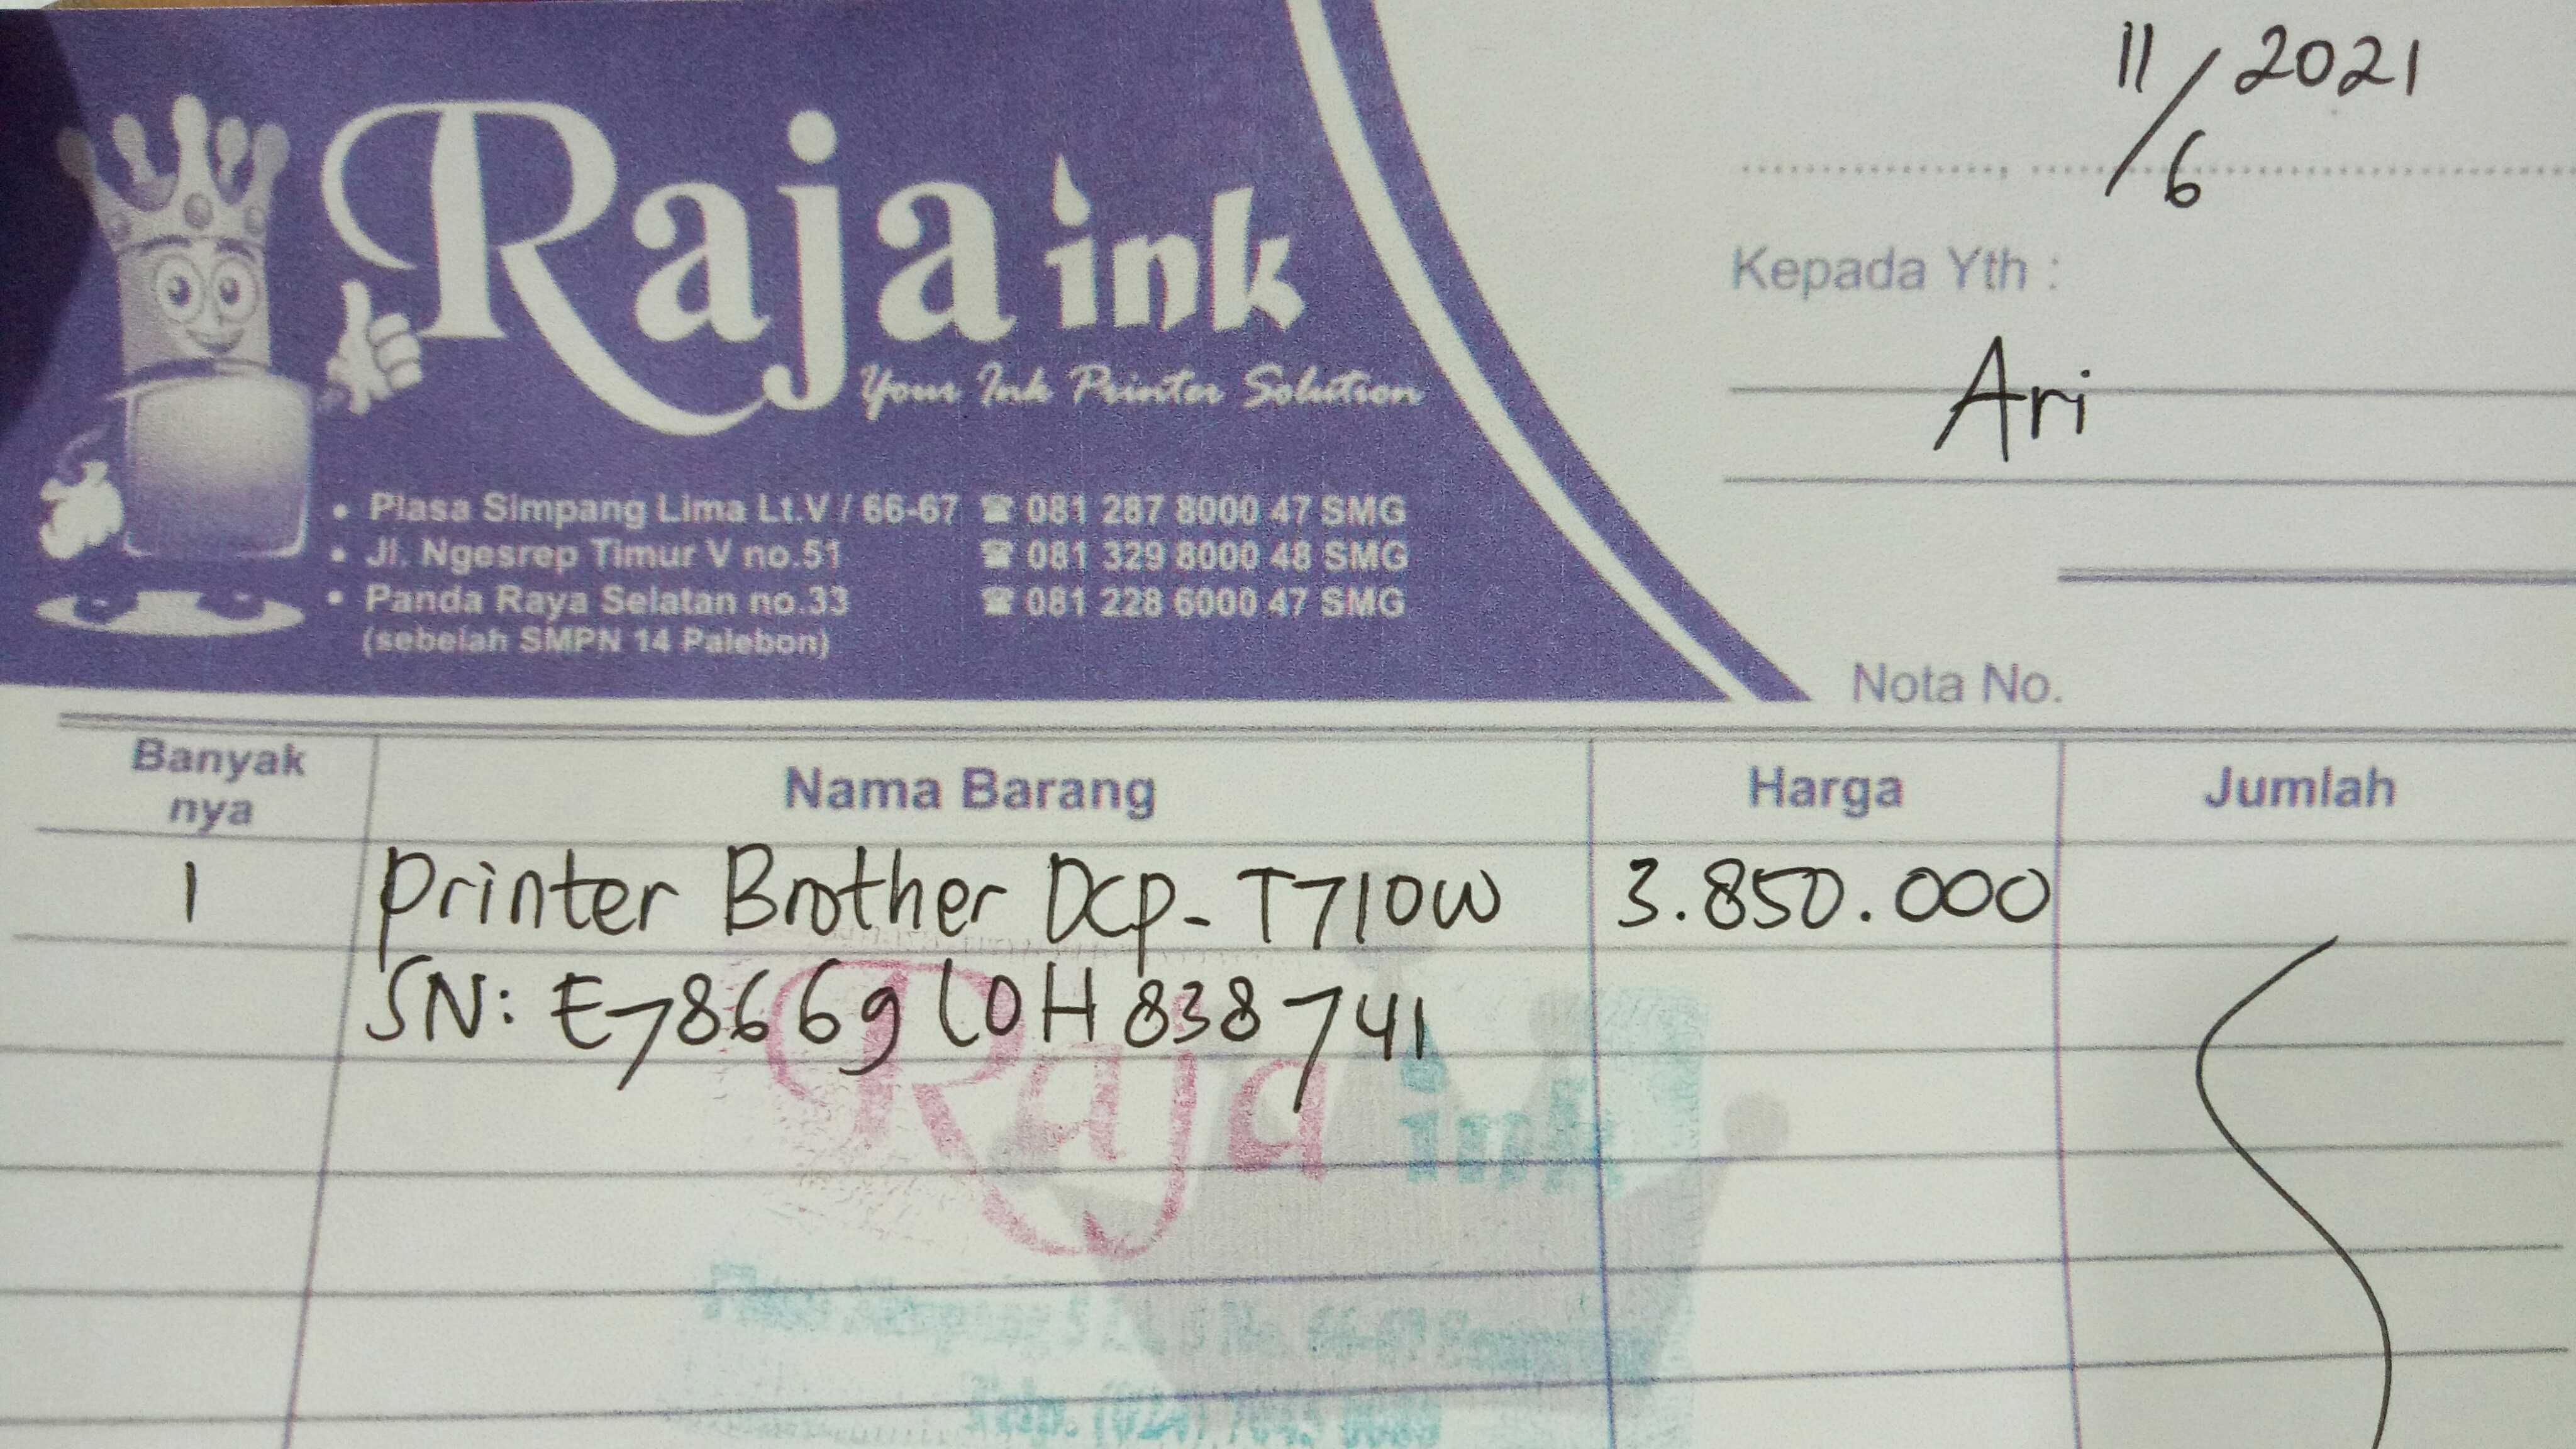 Raja ink
Your Ink Printer Solution
• Plasa Simpang Lima Lt.V / 66-67 ☎ 081 287 8000 47 SMG
• Jl. Ngesrep Timur V no.51 ☎ 081 329 8000 48 SMG
• Panda Raya Selatan no.33 ☎ 081 228 6000 47 SMG
(sebelah SMPN 14 Palebon)
11/6 2021
Kepada Yth :
Ari
Nota No.
Banyak nya Nama Barang Harga Jumlah
1 Printer Brother DCP-T710W 3.850.000
SN: E78669L0H838741
Raja ink